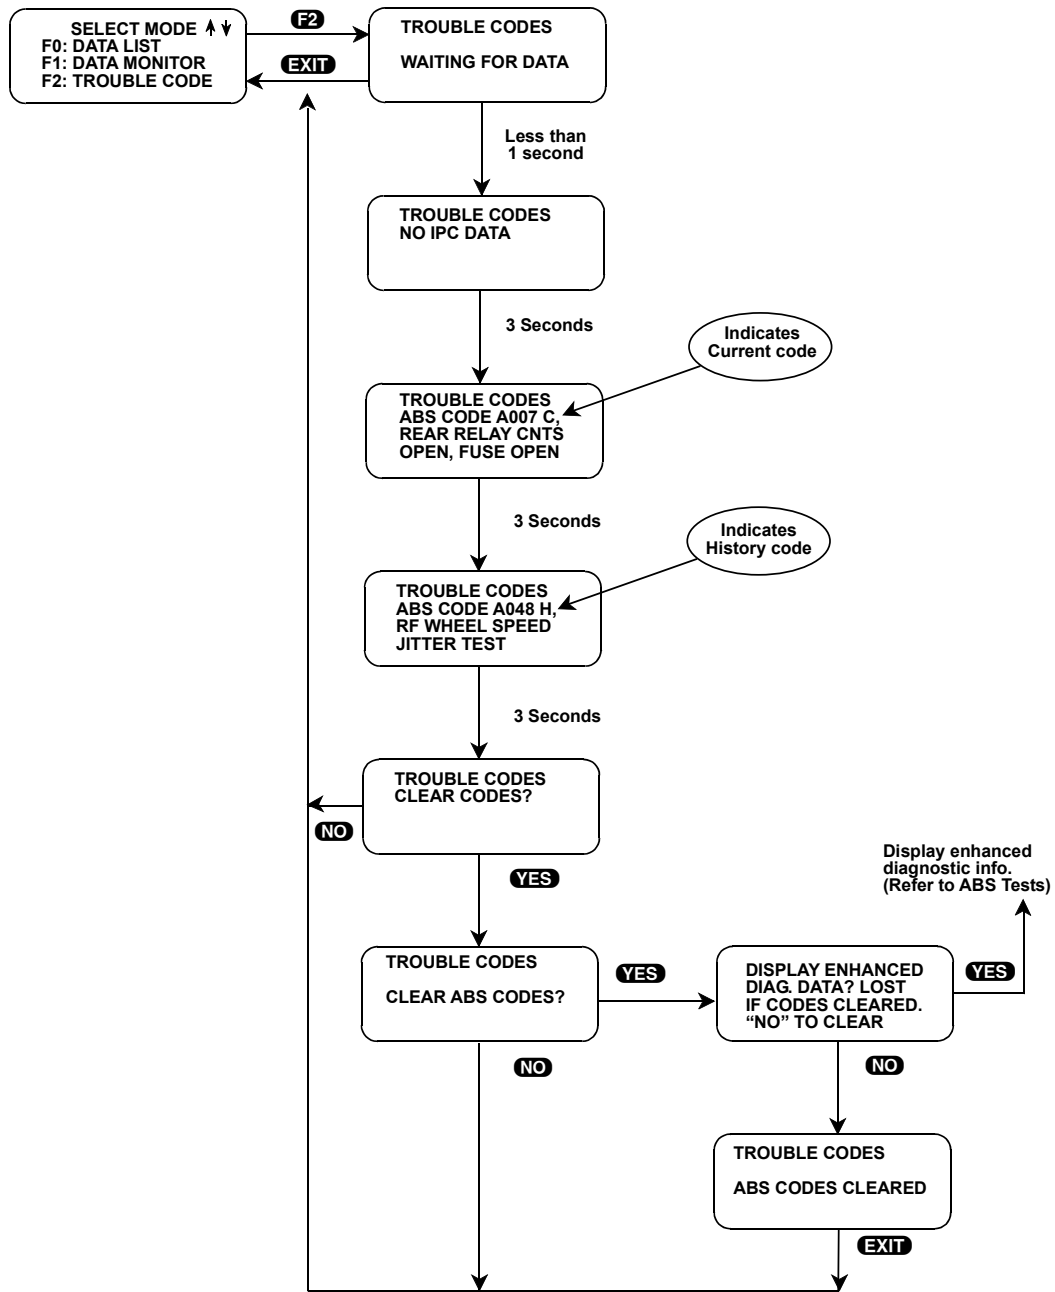 SELECT MODE
F0: DATA LIST
F1: DATA MONITOR
F2: TROUBLE CODE
F2
EXIT
TROUBLE CODES
WAITING FOR DATA
Less than
1 second
TROUBLE CODES
NO IPC DATA
3 Seconds
Indicates
Current code
TROUBLE CODES
ABS CODE A007 C,
REAR RELAY CNTS
OPEN, FUSE OPEN
3 Seconds
Indicates
History code
TROUBLE CODES
ABS CODE A048 H,
RF WHEEL SPEED
JITTER TEST
3 Seconds
TROUBLE CODES
CLEAR CODES?
NO
YES
Display enhanced
diagnostic info.
(Refer to ABS Tests)
TROUBLE CODES
CLEAR ABS CODES?
YES
DISPLAY ENHANCED
DIAG. DATA? LOST
IF CODES CLEARED.
“NO” TO CLEAR
YES
NO
NO
TROUBLE CODES
ABS CODES CLEARED
EXIT